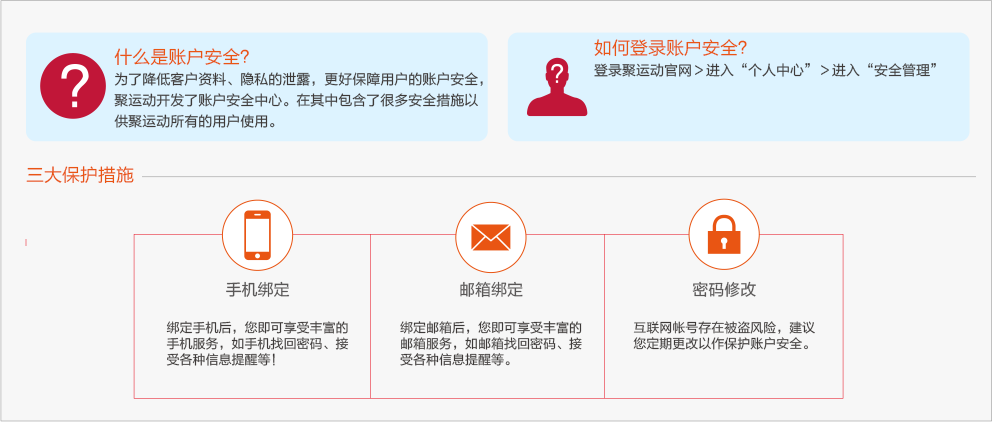 什么是账户安全?
为了降低客户资料、隐私的泄露，更好保障用户的账户安全，
聚运动开发了账户安全中心。在其中包含了很多安全措施以
供聚运动所有的用户使用。
如何登录账户安全?
登录聚运动官网＞进入“个人中心”＞进入“安全管理”
三大保护措施
手机绑定
绑定手机后，您即可享受丰富的
手机服务，如手机找回密码、接
受各种信息提醒等!
邮箱绑定
绑定邮箱后，您即可享受丰富的
邮箱服务，如邮箱找回密码、接
受各种信息提醒等。
密码修改
互联网帐号存在被盗风险，建议
您定期更改以作保护账户安全。